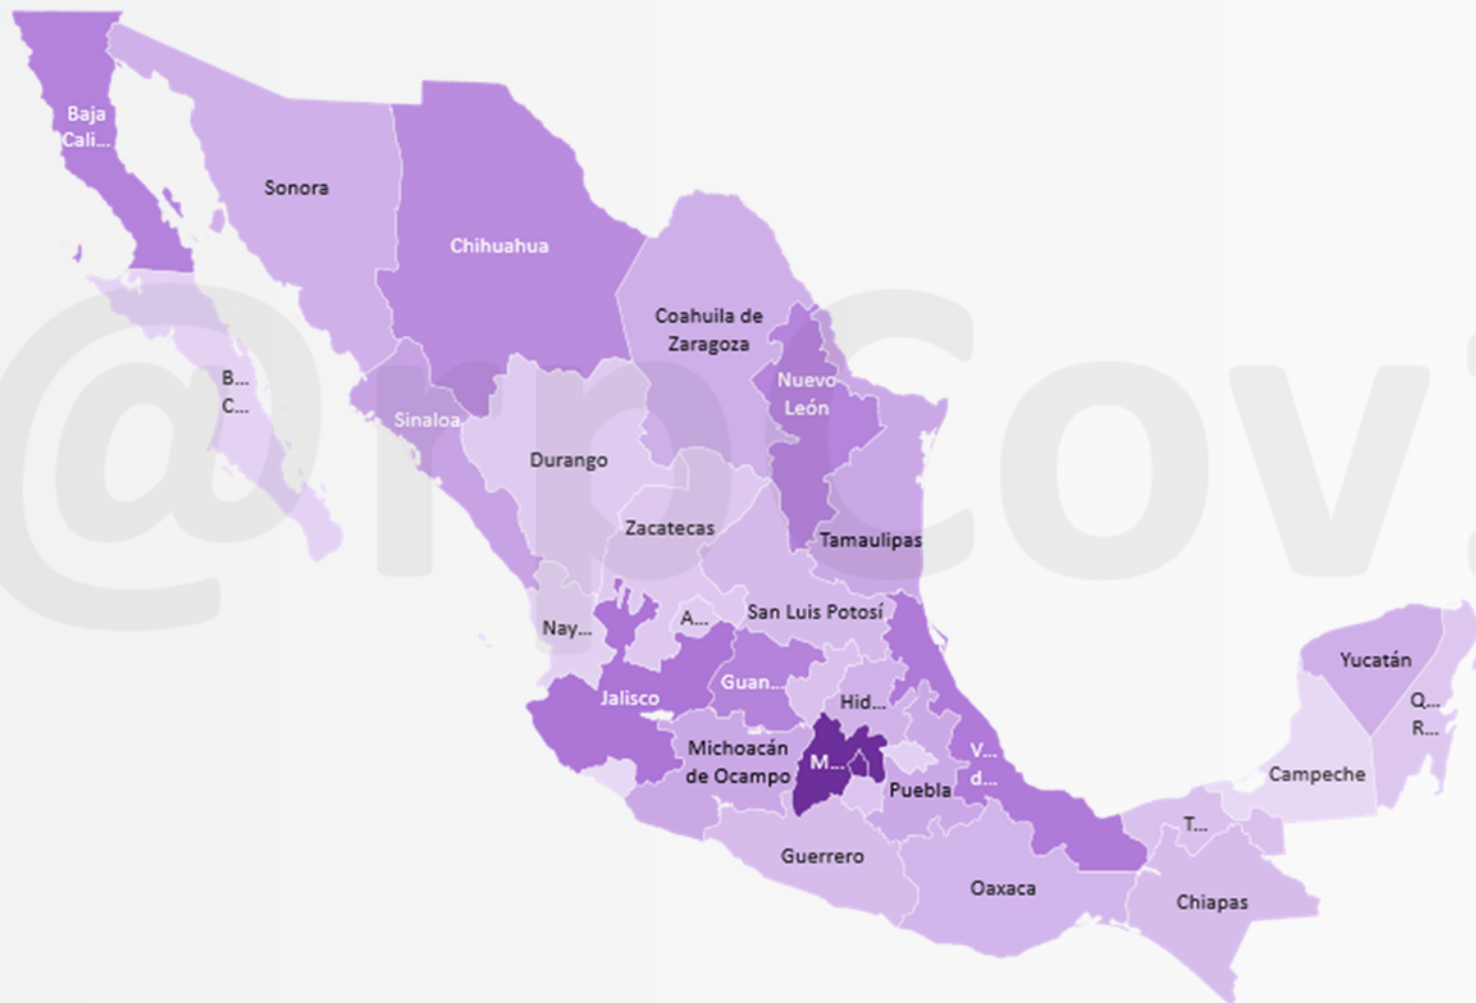 Baja
Cali...
Sonora
Chihuahua
Coahuila de
Zaragoza
B...
C...
Nuevo
León
Sinaloa
Durango
Zacatecas
Tamaulipas
A...
San Luis Potosí
Nay...
Jalisco
Guan...
Hid...
Yucatán
Q...
R...
Michoacán
de Ocampo
M...
V...
d...
Puebla
Campeche
T...
Guerrero
Oaxaca
Chiapas
@rpCovi